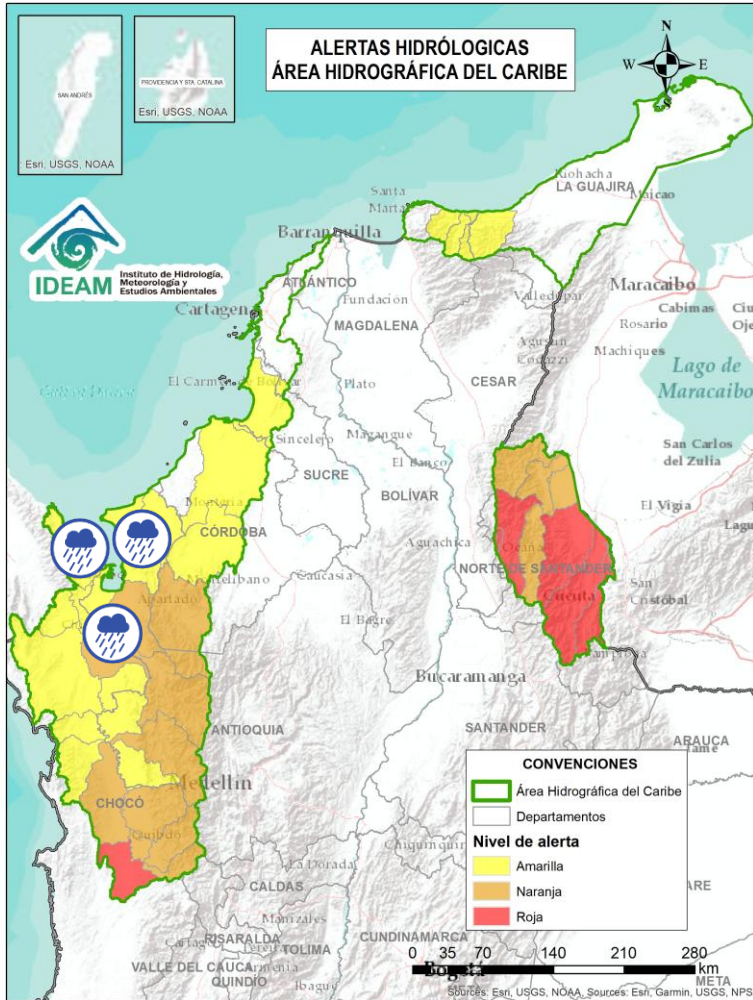 ALERTAS HIDRÓLOGICAS
ÁREA HIDROGRÁFICA DEL CARIBE
N
W E
S
SAN ANDRÉS
Esri, USGS, NOAA
PROVIDENCIA Y STA. CATALINA
Esri, USGS, NOAA
Riohacha
LA GUAJIRA
Maicao
Santa
Marta
Barranquilla
IDEAM
Instituto de Hidrología,
Meteorología y
Estudios Ambientales
ATLÁNTICO
Cartagena
Fundación
Valledupar
Maracaibo
Cabimas
Rosario
MAGDALENA
Agustín
Codazzi
Machiques
Lago de
Maracaibo
CESAR
El Carmen de Bolívar
Plato
Sincelejo
Magangué
SUCRE
El Banco
BOLÍVAR
San Carlos
del Zulia
El Vigía
Montería
CÓRDOBA
Aguachica
Ocaña
NORTE DE SANTANDER
Montelíbano
Caucasia
Apartadó
Cúcuta
San
Cristóbal
El Bagre
Pamplona
Bucaramanga
ANTIOQUIA
SANTANDER
ARAUCA
Medellín
CHOCÓ
Quibdó
CONVENCIONES
Área Hidrográfica del Caribe
Departamentos
Nivel de alerta
Amarilla
Naranja
Roja
Chiquinquir
La Dorada
CALDAS
ARE
Manizales
RISARALDA
TOLIMA
CUNDINAMARCA
VALLE DEL CAUCA
Armenia
QUINDÍO
Ibagué
Bogotá
META
META
0 35 70 140 210 280
km
Sources: Esri, USGS, NOAA, Sources: Esri, Garmin, USGS, NPS